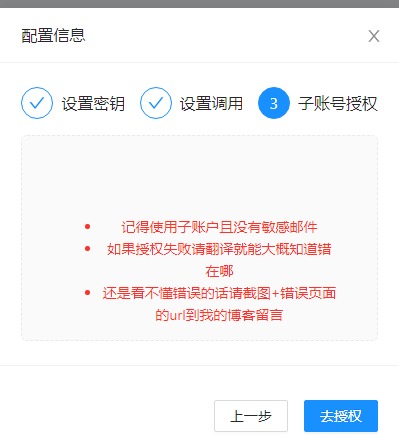 配置信息
设置密钥 设置调用 3 子账号授权
记得使用子账户且没有敏感邮件
如果授权失败请翻译就能大概知道错
在哪
还是看不懂错误的话请截图+错误页面
的url到我的博客留言
上一步 去授权